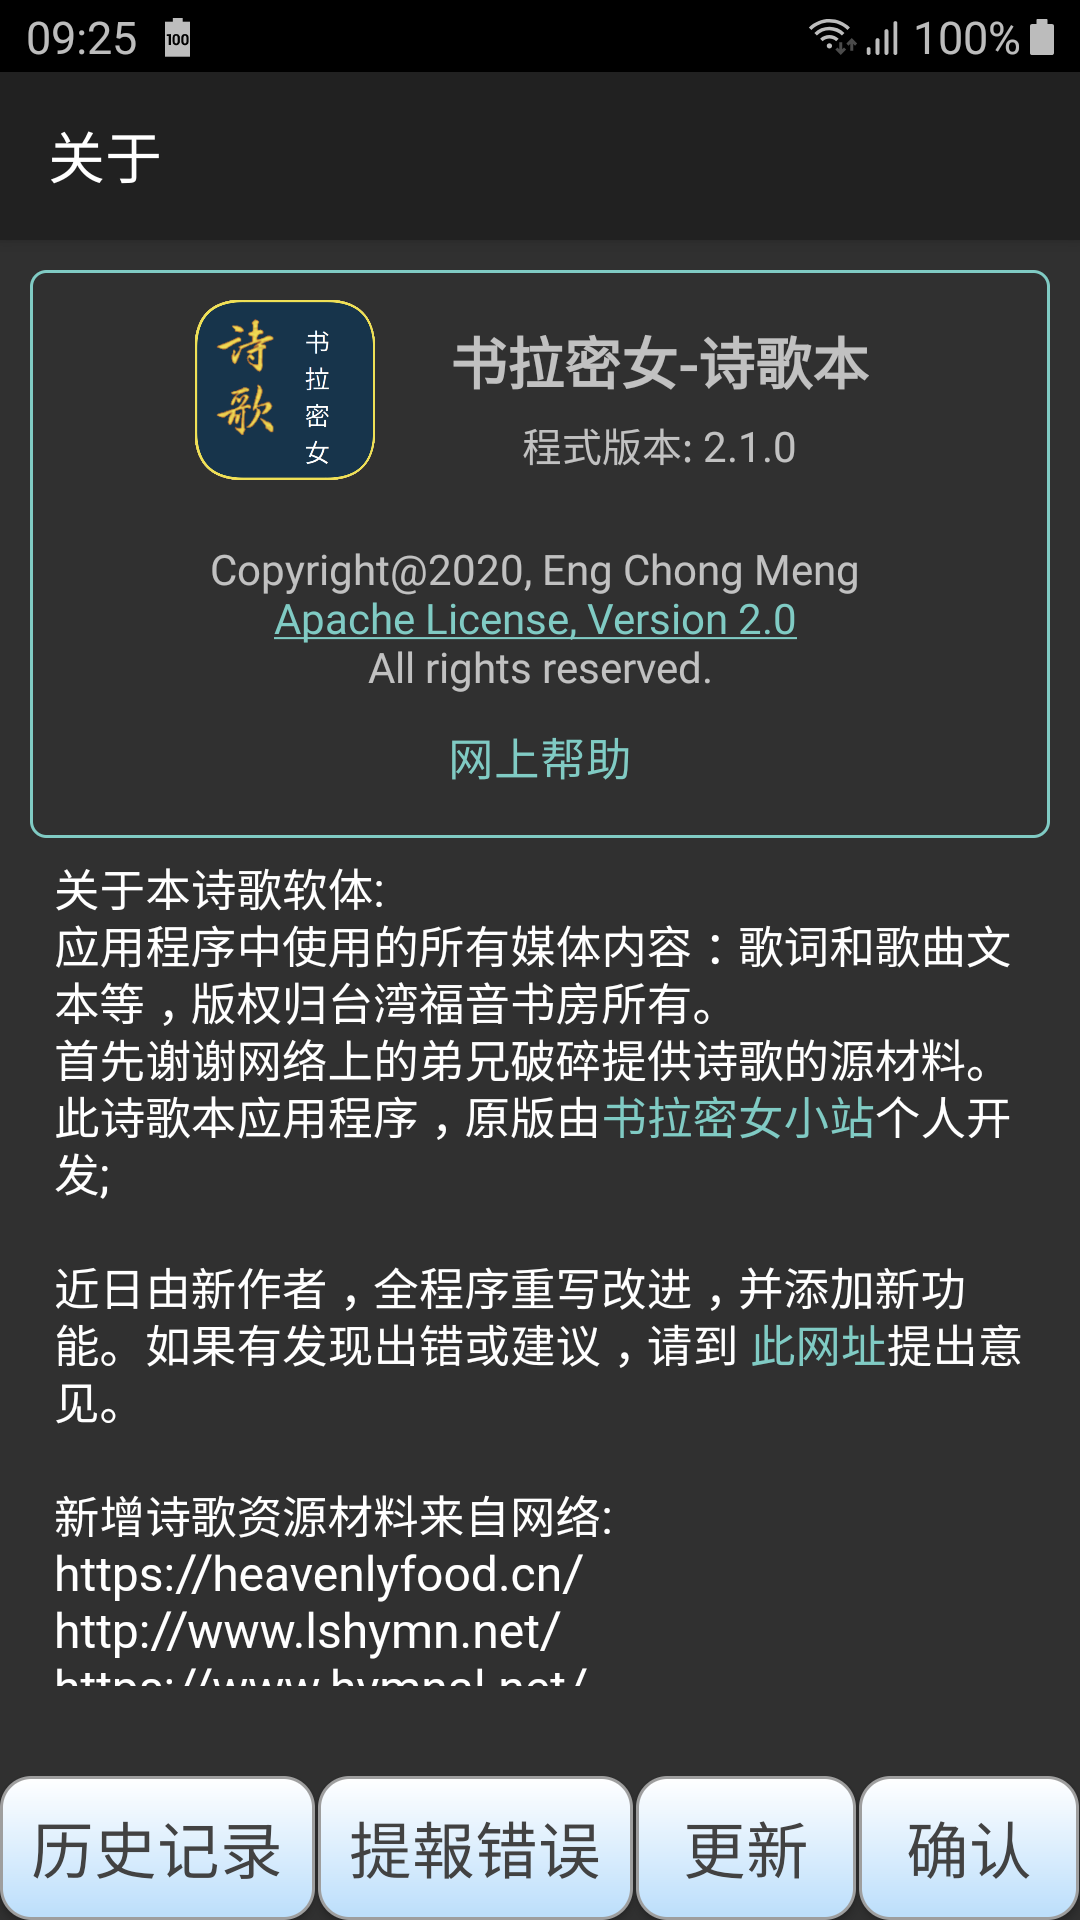 09:25
100
100%
关于
诗歌
书拉密女
书拉密女-诗歌本
程式版本: 2.1.0
Copyright@2020, Eng Chong Meng
Apache License, Version 2.0
All rights reserved.
网上帮助
关于本诗歌软体:
应用程序中使用的所有媒体内容：歌词和歌曲文
本等，版权归台湾福音书房所有。
首先谢谢网络上的弟兄破碎提供诗歌的源材料。
此诗歌本应用程序，原版由书拉密女小站个人开
发;
近日由新作者，全程序重写改进，并添加新功
能。如果有发现出错或建议，请到 此网址提出意
见。
新增诗歌资源材料来自网络:
https://heavenlyfood.cn/
http://www.lshymn.net/
https://www.hymnal.net/
历史记录
提報错误
更新
确认